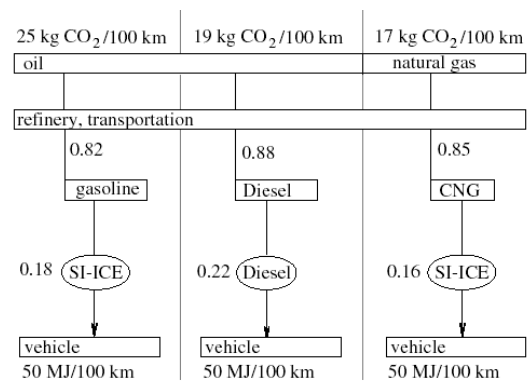 25 kg CO₂/100 km 19 kg CO₂/100 km 17 kg CO₂/100 km
oil natural gas
refinery, transportation
0.82 0.88 0.85
gasoline Diesel CNG
0.18 SI-ICE 0.22 Diesel 0.16 SI-ICE
vehicle vehicle vehicle
50 MJ/100 km 50 MJ/100 km 50 MJ/100 km